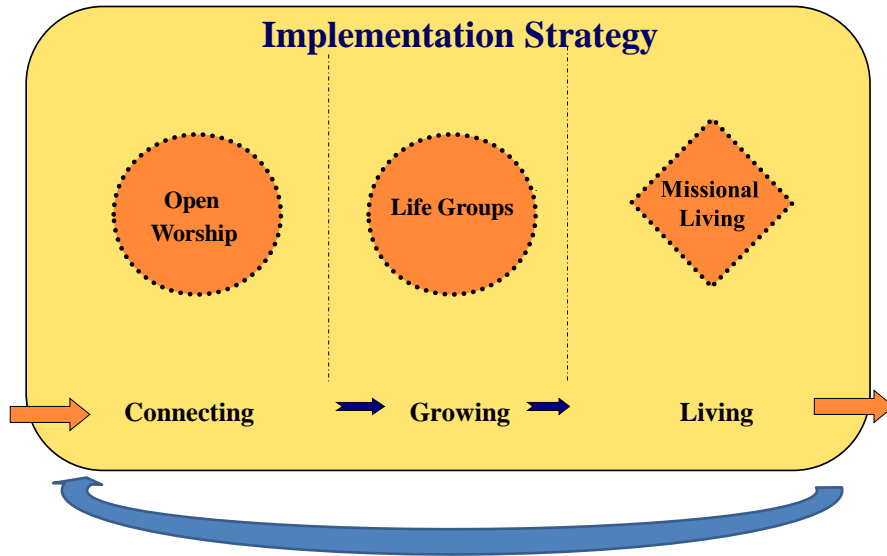 Implementation Strategy
Open
Worship
Life Groups
Missional
Living
Connecting
Growing
Living